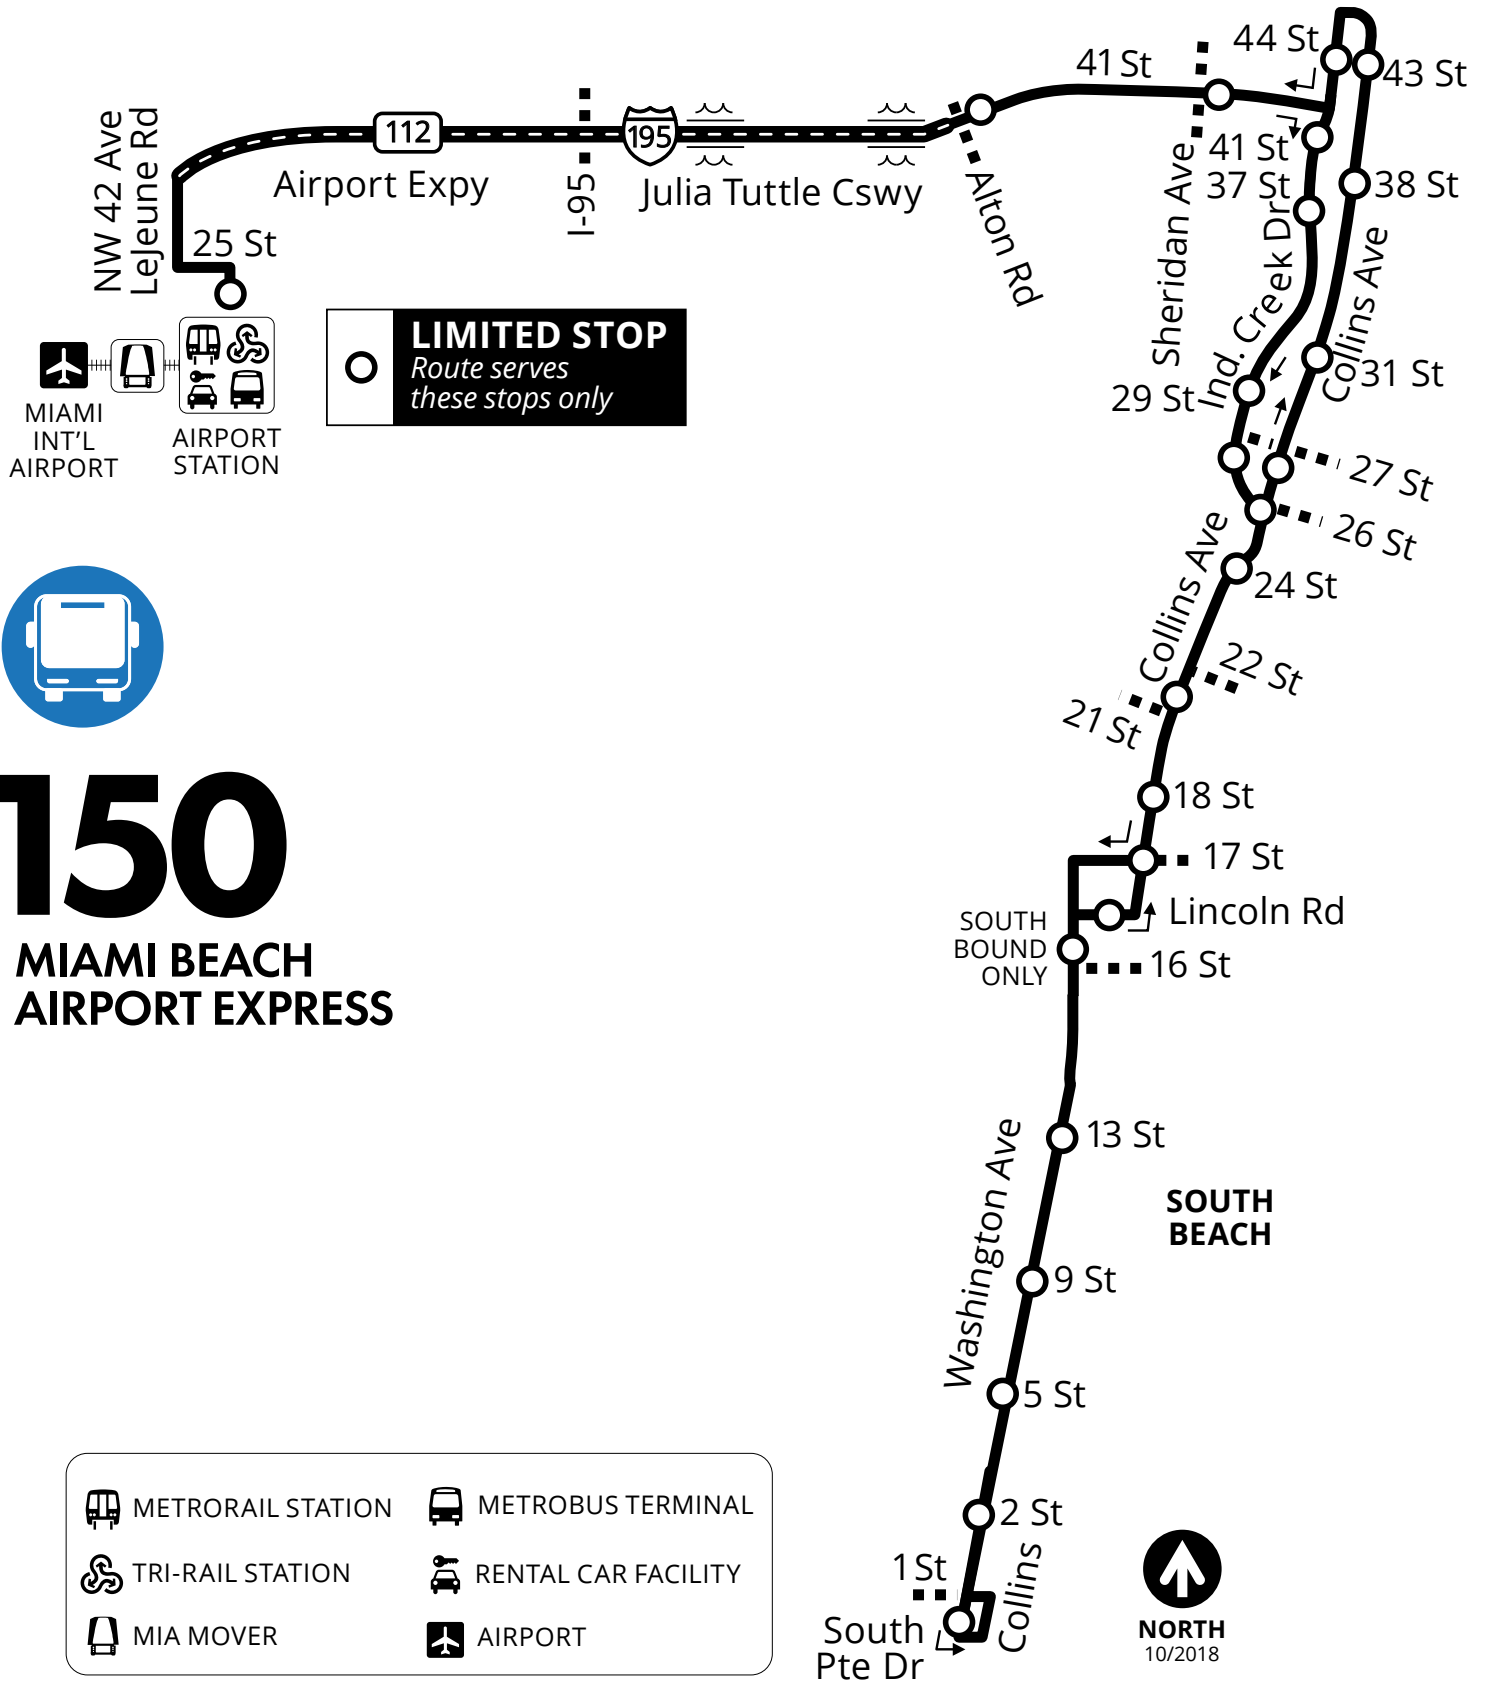 44 St
41 St
43 St
NW 42 Ave
LeJeune Rd
112
195
41 St
Airport Expy
I-95
Julia Tuttle Cswy
Alton Rd
Sheridan Ave
37 St
38 St
25 St
Ind. Creek Dr
Collins Ave
LIMITED STOP
Route serves
these stops only
31 St
29 St
MIAMI
INT'L
AIRPORT
AIRPORT
STATION
27 St
26 St
Collins Ave
24 St
22 St
21 St
18 St
150
MIAMI BEACH
AIRPORT EXPRESS
17 St
Lincoln Rd
SOUTH
BOUND
ONLY
16 St
13 St
Washington Ave
SOUTH
BEACH
9 St
5 St
2 St
1 St
Collins
South
Pte Dr
METRORAIL STATION
METROBUS TERMINAL
TRI-RAIL STATION
RENTAL CAR FACILITY
MIA MOVER
AIRPORT
NORTH
10/2018